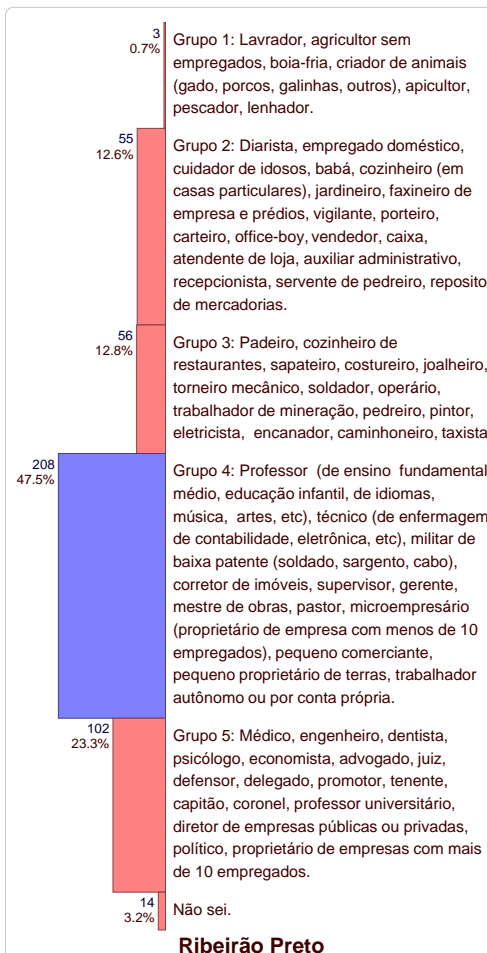 3
0.7%
Grupo 1: Lavrador, agricultor sem
empregados, boia-fria, criador de animais
(gado, porcos, galinhas, outros), apicultor,
pescador, lenhador.
55
12.6%
Grupo 2: Diarista, empregado doméstico,
cuidador de idosos, babá, cozinheiro (em
casas particulares), jardineiro, faxineiro de
empresa e prédios, vigilante, porteiro,
carteiro, office-boy, vendedor, caixa,
atendente de loja, auxiliar administrativo,
recepcionista, servente de pedreiro, reposito
de mercadorias.
56
12.8%
Grupo 3: Padeiro, cozinheiro de
restaurantes, sapateiro, costureiro, joalheiro,
torneiro mecânico, soldador, operário,
trabalhador de mineração, pedreiro, pintor,
eletricista, encanador, caminhoneiro, taxista
208
47.5%
Grupo 4: Professor (de ensino fundamental
médio, educação infantil, de idiomas,
música, artes, etc), técnico (de enfermagem
de contabilidade, eletrônica, etc), militar de
baixa patente (soldado, sargento, cabo),
corretor de imóveis, supervisor, gerente,
mestre de obras, pastor, microempresário
(proprietário de empresa com menos de 10
empregados), pequeno comerciante,
pequeno proprietário de terras, trabalhador
autônomo ou por conta própria.
102
23.3%
Grupo 5: Médico, engenheiro, dentista,
psicólogo, economista, advogado, juiz,
defensor, delegado, promotor, tenente,
capitão, coronel, professor universitário,
diretor de empresas públicas ou privadas,
político, proprietário de empresas com mais
de 10 empregados.
14
3.2%
Não sei.
Ribeirão Preto